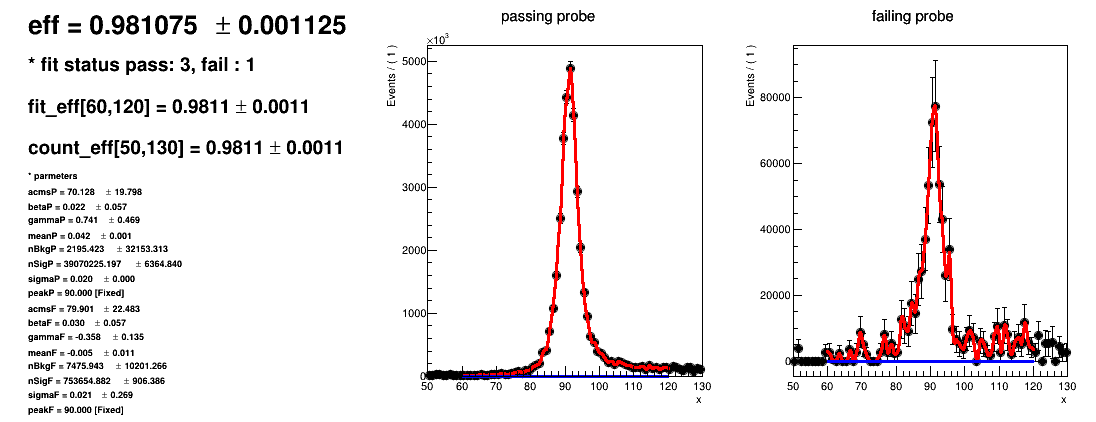 eff = 0.981075 ± 0.001125
* fit status pass: 3, fail : 1
fit_eff[60,120] = 0.9811 ± 0.0011
count_eff[50,130] = 0.9811 ± 0.0011
* parmeters
acmsP = 70.128 ± 19.798
betaP = 0.022 ± 0.057
gammaP = 0.741 ± 0.469
meanP = 0.042 ± 0.001
nBkgP = 2195.423 ± 32153.313
nSigP = 39070225.197 ± 6364.840
sigmaP = 0.020 ± 0.000
peakP = 90.000 [Fixed]
acmsF = 79.901 ± 22.483
betaF = 0.030 ± 0.057
gammaF = -0.358 ± 0.135
meanF = -0.005 ± 0.011
nBkgF = 7475.943 ± 10201.266
nSigF = 753654.882 ± 906.386
sigmaF = 0.021 ± 0.269
peakF = 90.000 [Fixed]
passing probe
×10³
Events / ( 1 )
5000
4000
3000
2000
1000
0
50 60 70 80 90 100 110 120 130
x
failing probe
Events / ( 1 )
80000
60000
40000
20000
0
50 60 70 80 90 100 110 120 130
x